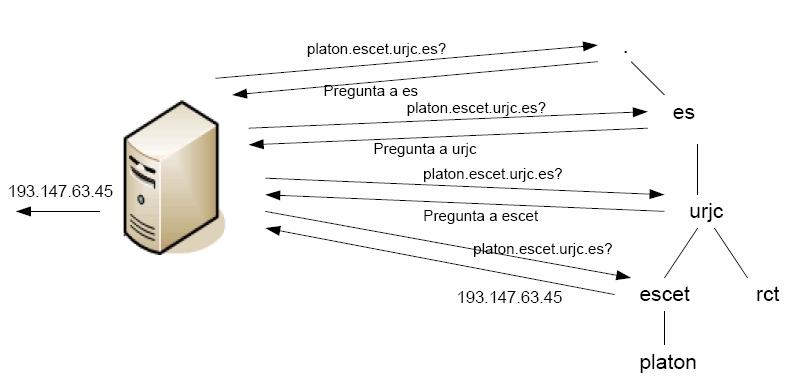 platon.escet.urjc.es?
.
Pregunta a es
platon.escet.urjc.es?
es
Pregunta a urjc
platon.escet.urjc.es?
193.147.63.45
Pregunta a escet
urjc
platon.escet.urjc.es?
193.147.63.45
escet
rct
platon